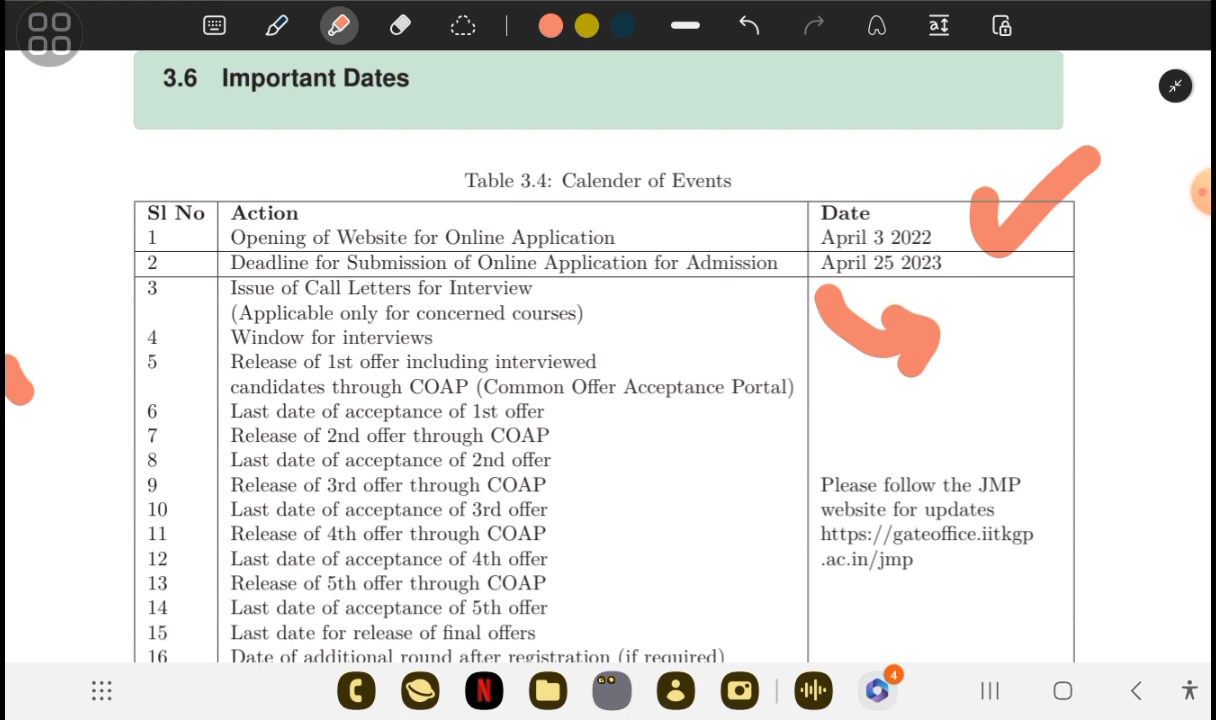 3.6 Important Dates
Table 3.4: Calender of Events
Sl No Action Date
1 Opening of Website for Online Application April 3 2022
2 Deadline for Submission of Online Application for Admission April 25 2023
3 Issue of Call Letters for Interview
(Applicable only for concerned courses)
4 Window for interviews
5 Release of 1st offer including interviewed
candidates through COAP (Common Offer Acceptance Portal)
6 Last date of acceptance of 1st offer
7 Release of 2nd offer through COAP
8 Last date of acceptance of 2nd offer
9 Release of 3rd offer through COAP Please follow the JMP
10 Last date of acceptance of 3rd offer website for updates
11 Release of 4th offer through COAP https://gateoffice.iitkgp
12 Last date of acceptance of 4th offer .ac.in/jmp
13 Release of 5th offer through COAP
14 Last date of acceptance of 5th offer
15 Last date for release of final offers
16 Date of additional round after registration (if required)
N
4